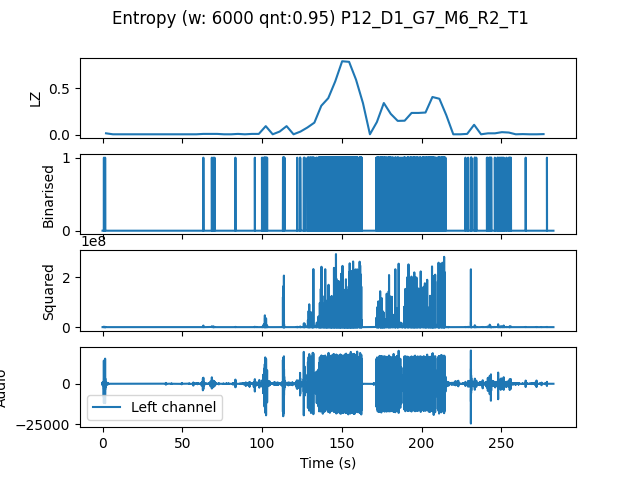 Entropy (w: 6000 qnt:0.95) P12_D1_G7_M6_R2_T1
LZ
0.5
0.0
Binarised
1
0
1e8
Squared
2
0
Audio
0
−25000
Left channel
0 50 100 150 200 250
Time (s)